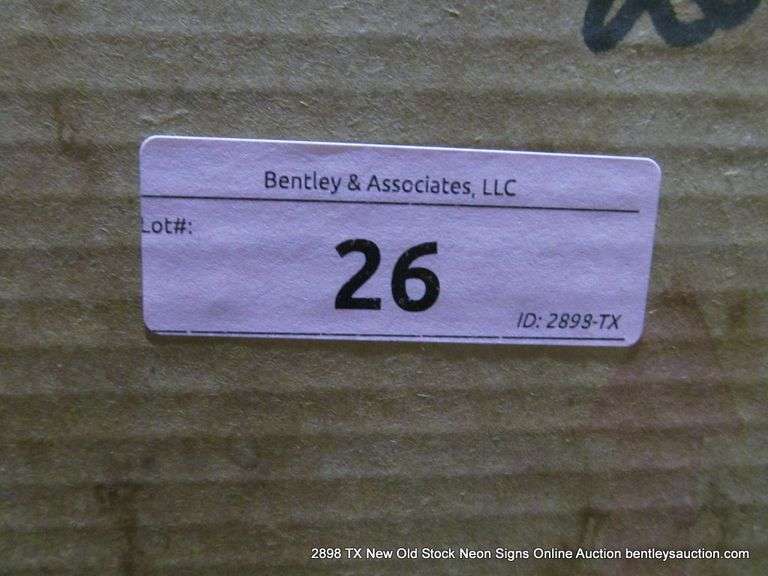 Bentley & Associates, LLC
Lot#:
26
ID: 2898-TX
2898 TX New Old Stock Neon Signs Online Auction bentleysauction.com